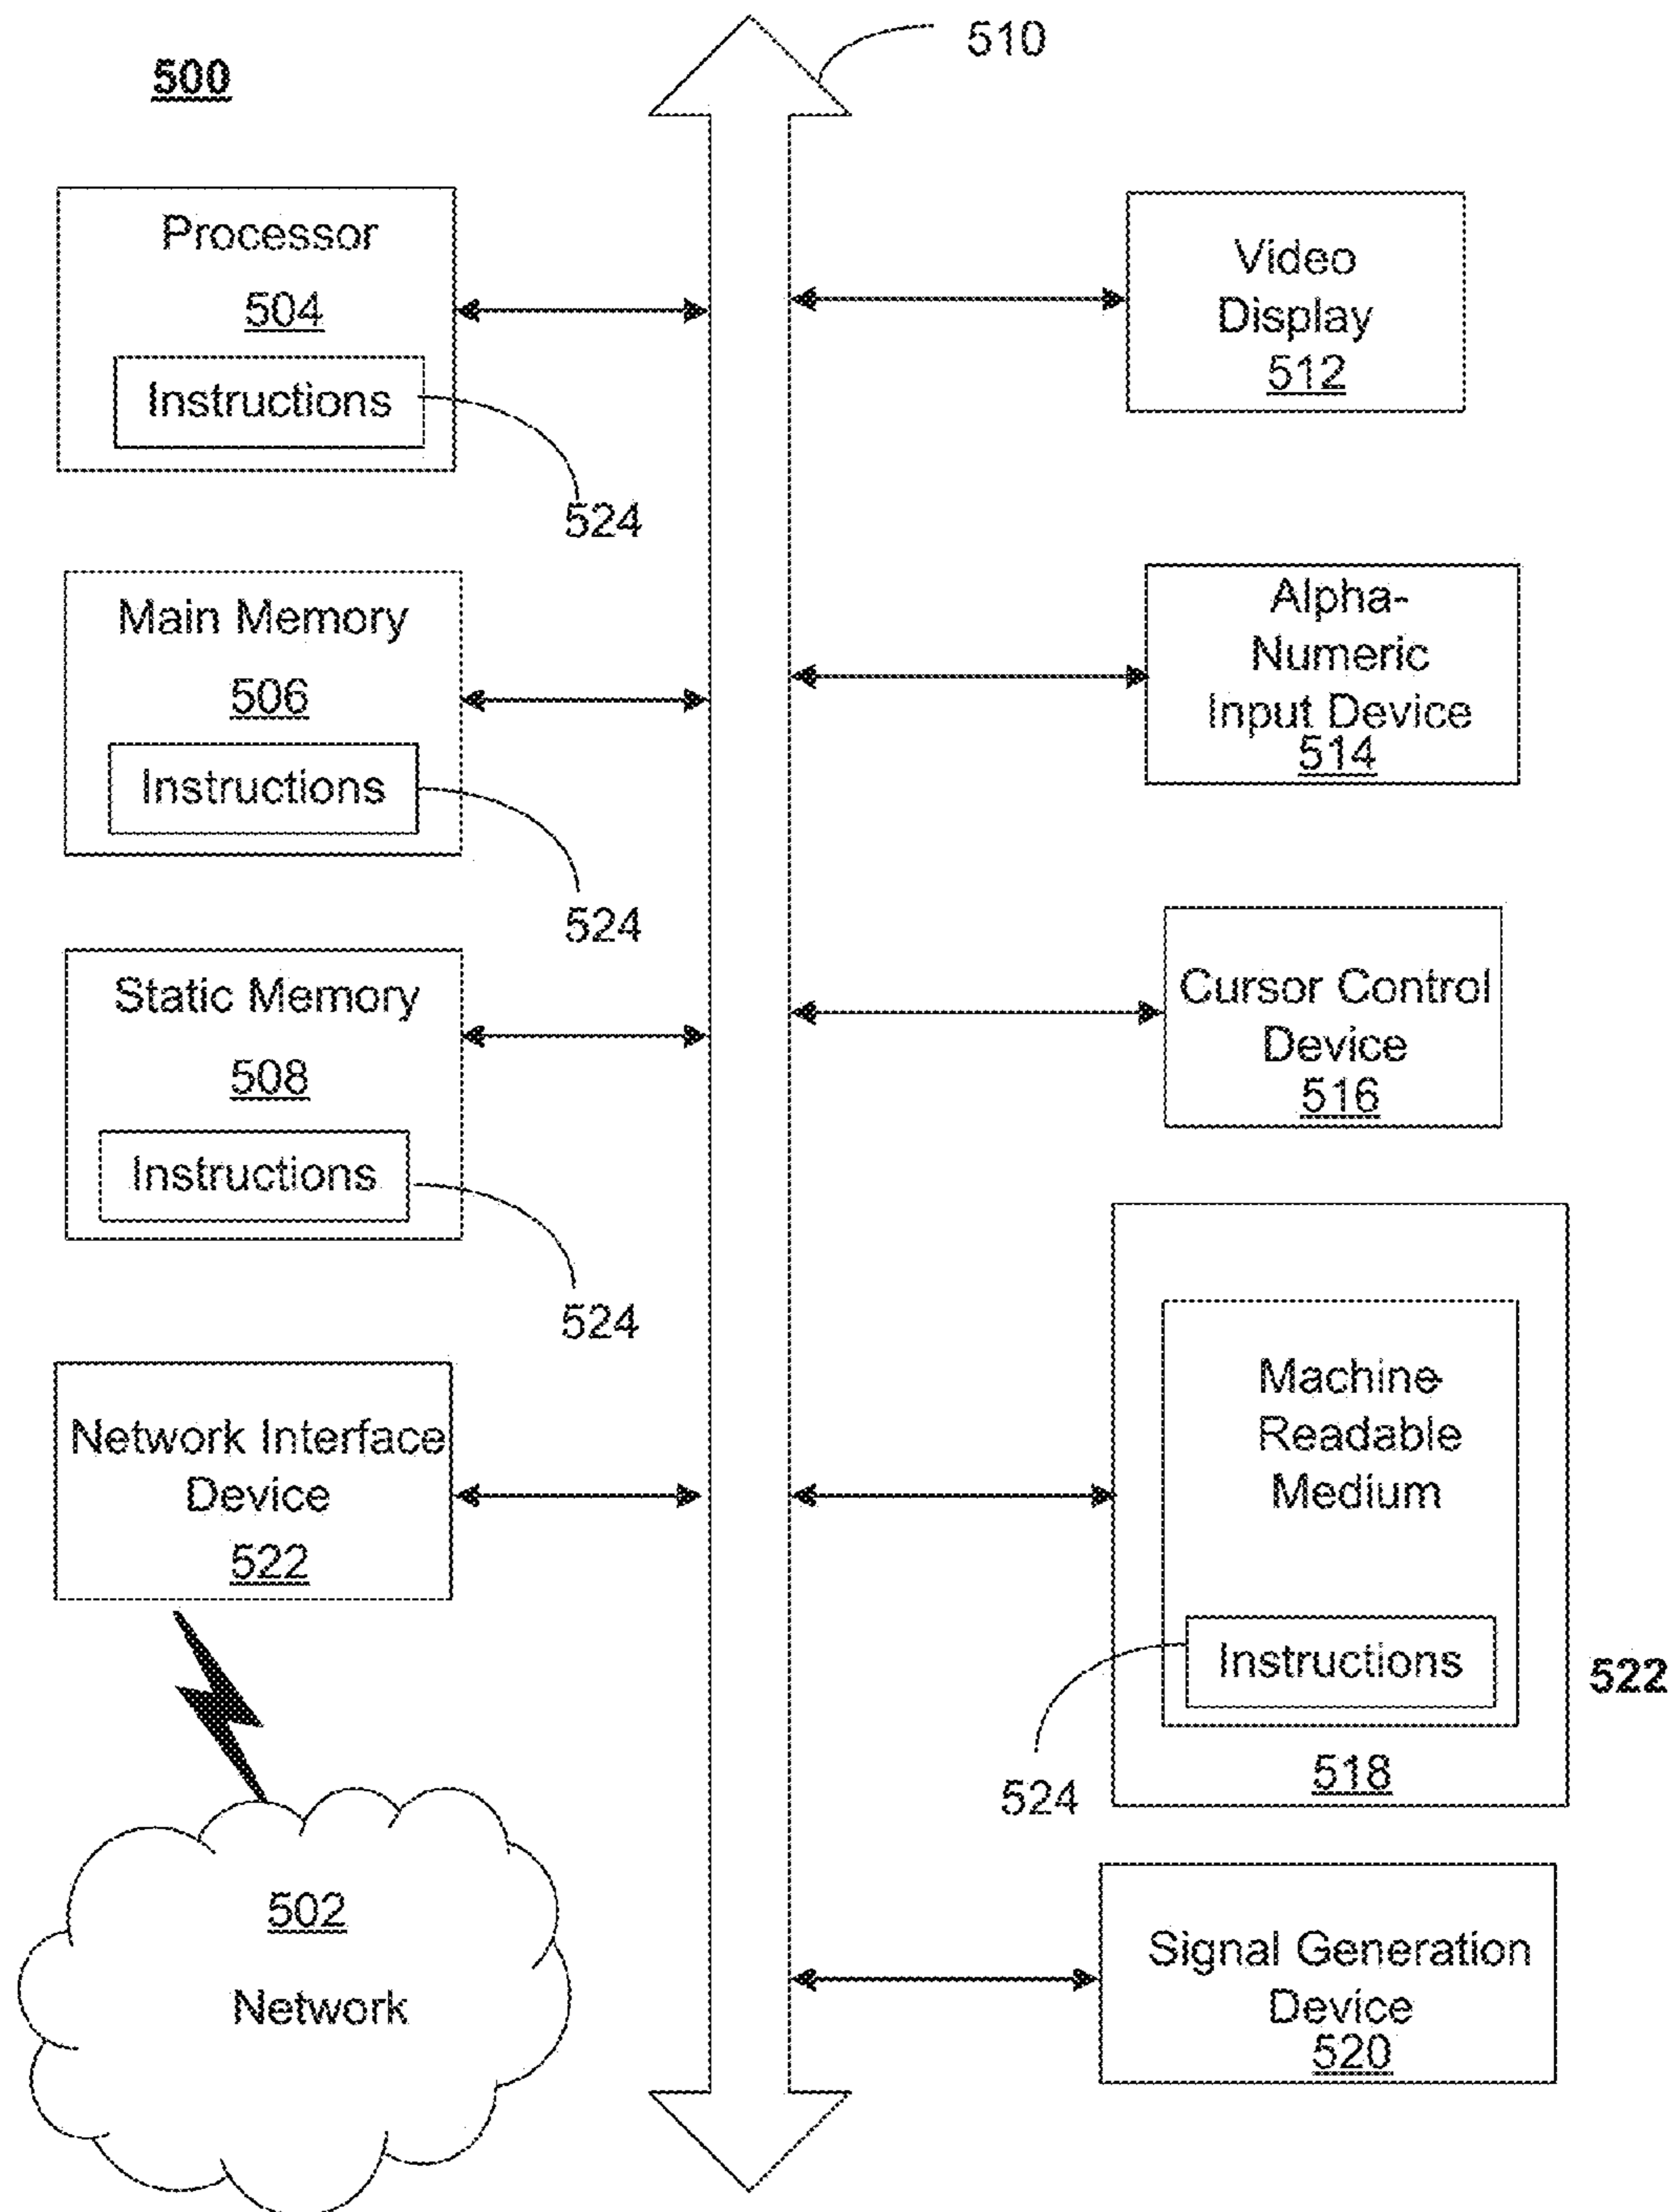 500
510
Processor
504
Instructions
524
Main Memory
506
Instructions
524
Static Memory
508
Instructions
524
Network Interface
Device
522
502
Network
Video
Display
512
Alpha-
Numeric
Input Device
514
Cursor Control
Device
516
Machine-
Readable
Medium
Instructions
522
524
518
Signal Generation
Device
520